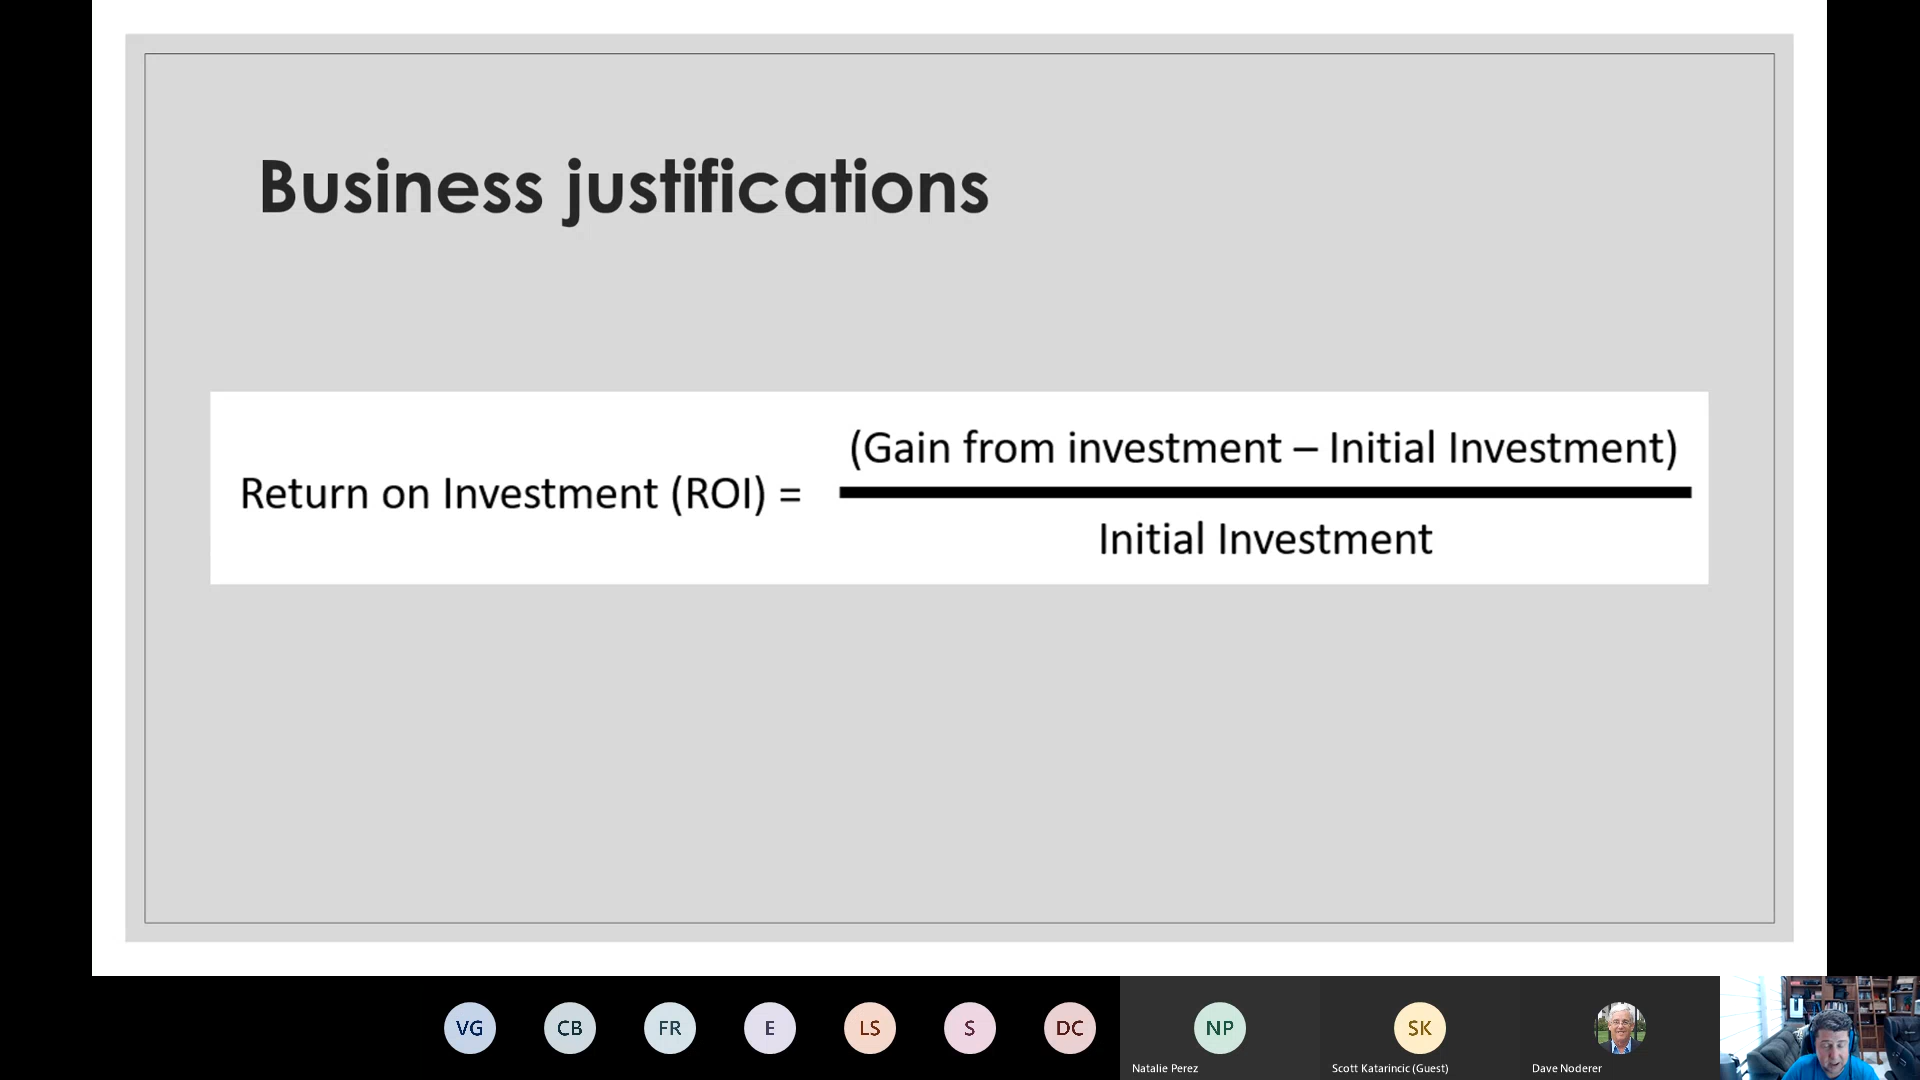 Business justifications
(Gain from investment – Initial Investment)
Return on Investment (ROI) =
Initial Investment
VG
CB
FR
E
LS
S
DC
NP
SK
Natalie Perez
Scott Katarincic (Guest)
Dave Noderer